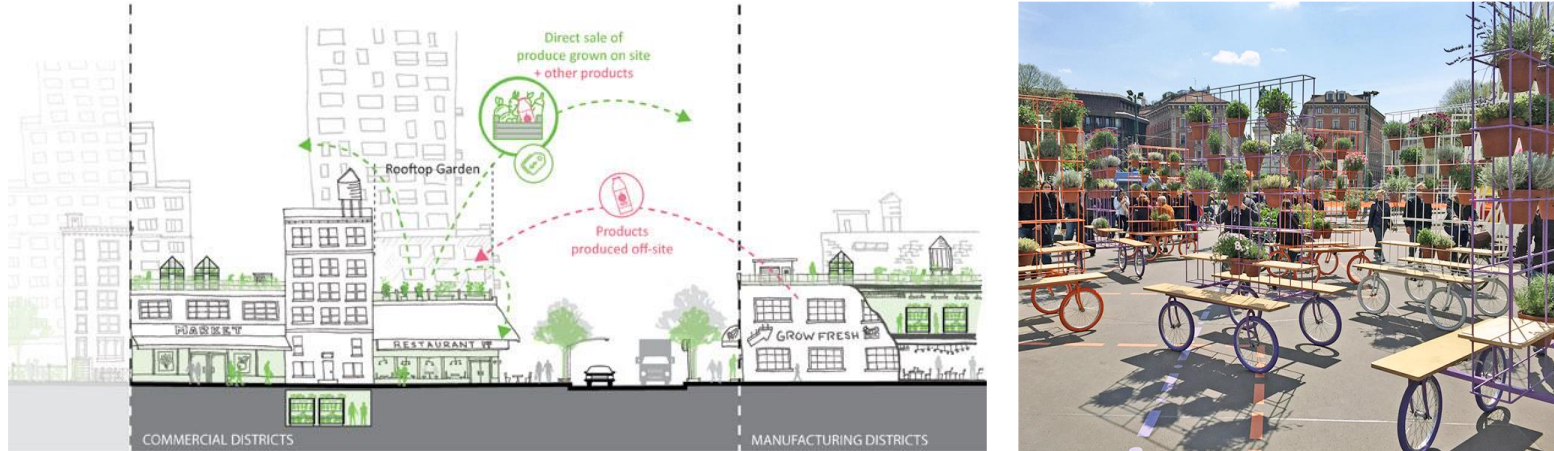 Direct sale of
produce grown on site
+ other products
Rooftop Garden
Products
produced off-site
MARKET
RESTAURANT
GROW FRESH
COMMERCIAL DISTRICTS
MANUFACTURING DISTRICTS